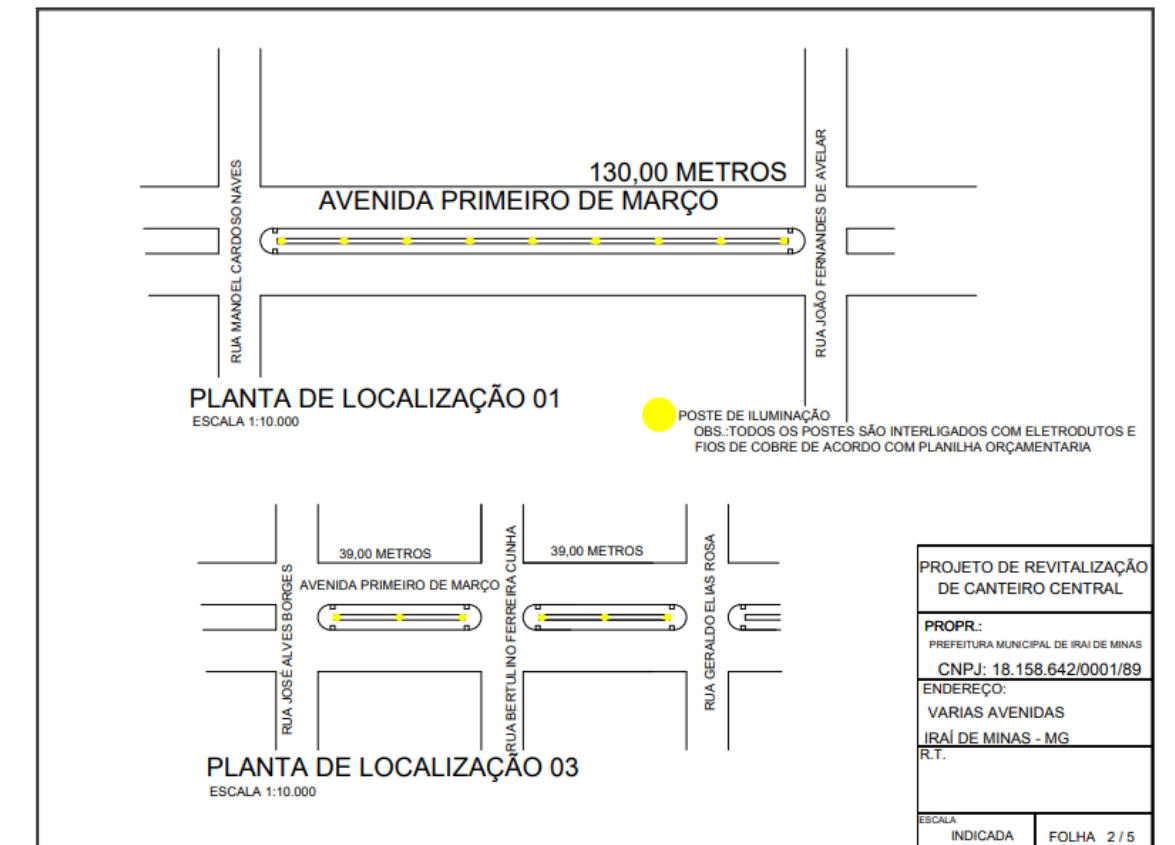 130,00 METROS
AVENIDA PRIMEIRO DE MARÇO
RUA MANOEL CARDOSO NAVES
RUA JOÃO FERNANDES DE AVELAR
PLANTA DE LOCALIZAÇÃO 01
ESCALA 1:10.000
POSTE DE ILUMINAÇÃO
OBS.:TODOS OS POSTES SÃO INTERLIGADOS COM ELETRODUTOS E
FIOS DE COBRE DE ACORDO COM PLANILHA ORÇAMENTARIA
39,00 METROS
39,00 METROS
AVENIDA PRIMEIRO DE MARÇO
RUA JOSÉ ALVES BORGES
RUA BERTULINO FERREIRA CUNHA
RUA GERALDO ELIAS ROSA
PLANTA DE LOCALIZAÇÃO 03
ESCALA 1:10.000
PROJETO DE REVITALIZAÇÃO
DE CANTEIRO CENTRAL
PROPR.:
PREFEITURA MUNICIPAL DE IRAI DE MINAS
CNPJ: 18.158.642/0001/89
ENDEREÇO:
VARIAS AVENIDAS
IRAÍ DE MINAS - MG
R.T.
ESCALA
INDICADA
FOLHA 2/5